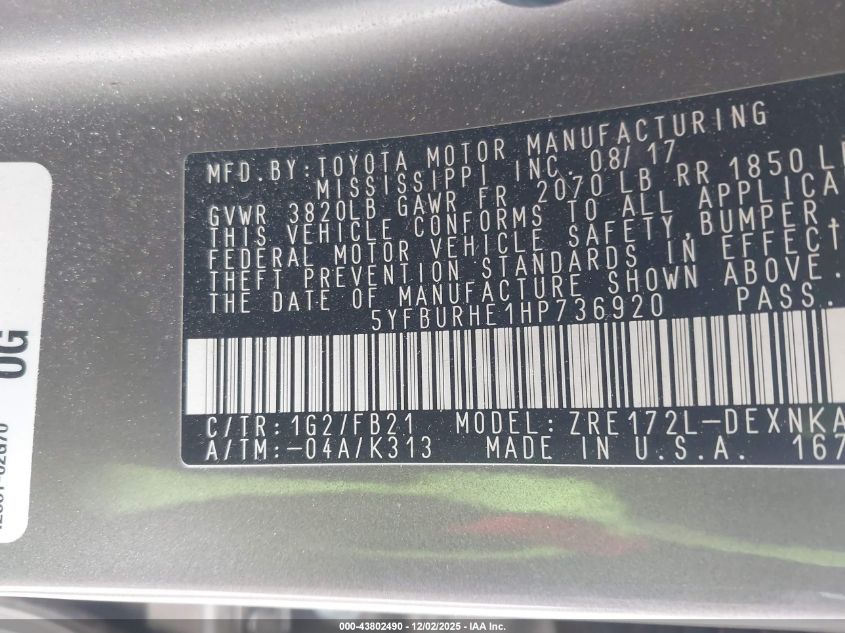 MFD.BY:TOYOTA MOTOR MANUFACTURING
MISSISSIPPI INC. 08/17
GVWR 3820LB GAWR FR 2070 LB RR 1850 L
THIS VEHICLE CONFORMS TO ALL APPLICA
FEDERAL MOTOR VEHICLE SAFETY,BUMPER,
THEFT PREVENTION STANDARDS IN EFFECT
THE DATE OF MANUFACTURE SHOWN ABOVE.
5YFBURHE1HP736920 PASS.
C/TR:1G2/FB21 MODEL:ZRE172L-DEXNKA
A/TM:-04A/K313 MADE IN U.S.A. 167
0G
000-43802490 - 12/02/2025 - IAA Inc.